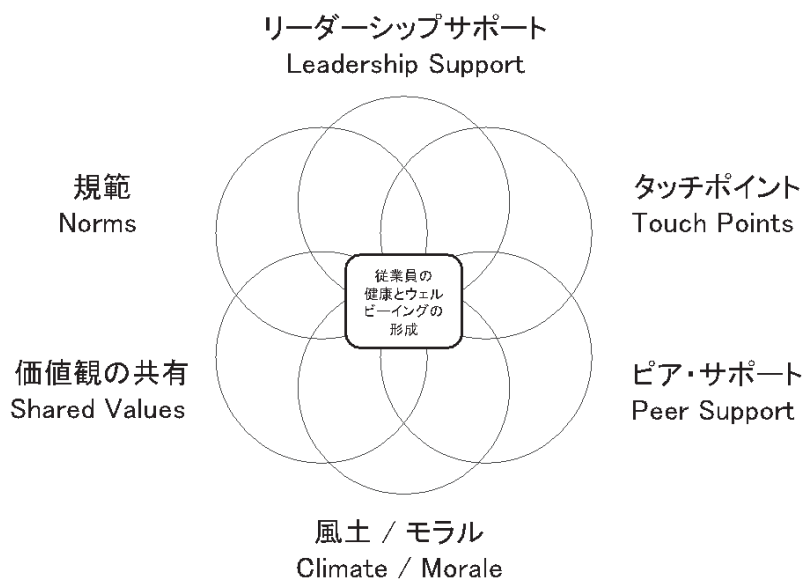 リーダーシップサポート
Leadership Support
規範
Norms
タッチポイント
Touch Points
従業員の
健康とウェル
ビーイングの
形成
価値観の共有
Shared Values
ピア・サポート
Peer Support
風土 / モラル
Climate / Morale